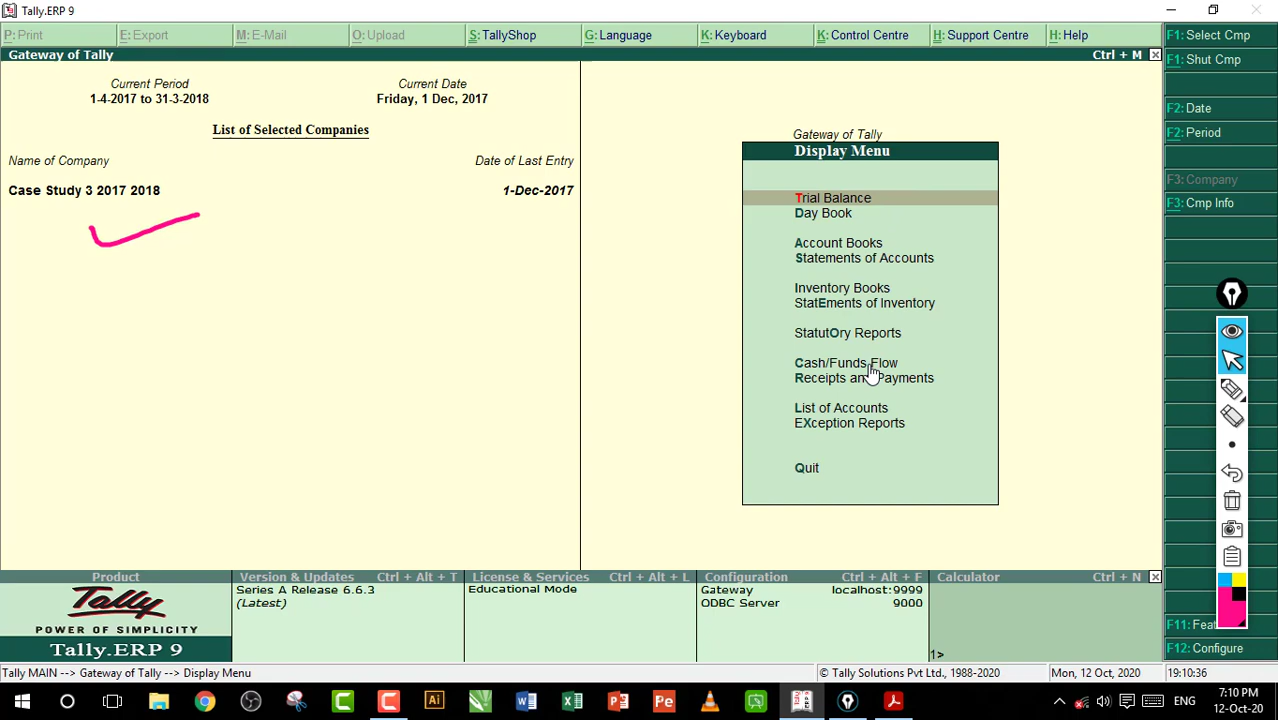 Tally.ERP 9
P: Print
E: Export
M: E-Mail
O: Upload
S: TallyShop
G: Language
K: Keyboard
K: Control Centre
H: Support Centre
H: Help
F1: Select Cmp
Gateway of Tally
Ctrl + M
F1: Shut Cmp
Current Period
Current Date
1-4-2017 to 31-3-2018
Friday, 1 Dec, 2017
List of Selected Companies
Name of Company
Date of Last Entry
Case Study 3 2017 2018
1-Dec-2017
Gateway of Tally
Display Menu
Trial Balance
Day Book
Account Books
Statements of Accounts
Inventory Books
StatEments of Inventory
StatutOry Reports
Cash/Funds Flow
Receipts and Payments
List of Accounts
EXception Reports
Quit
F2: Date
F2: Period
F3: Company
F3: Cmp Info
F11: Feat
F12: Configure
Product
Tally
POWER OF SIMPLICITY
Tally.ERP 9
Version & Updates
Ctrl + Alt + T
Series A Release 6.6.3
(Latest)
License & Services
Ctrl + Alt + L
Educational Mode
Configuration
Ctrl + Alt + F
Gateway
localhost:9999
ODBC Server
9000
Calculator
Ctrl + N
1>
Tally MAIN --> Gateway of Tally --> Display Menu
© Tally Solutions Pvt Ltd., 1988-2020
Mon, 12 Oct, 2020
19:10:36
ENG
7:10 PM
12-Oct-20